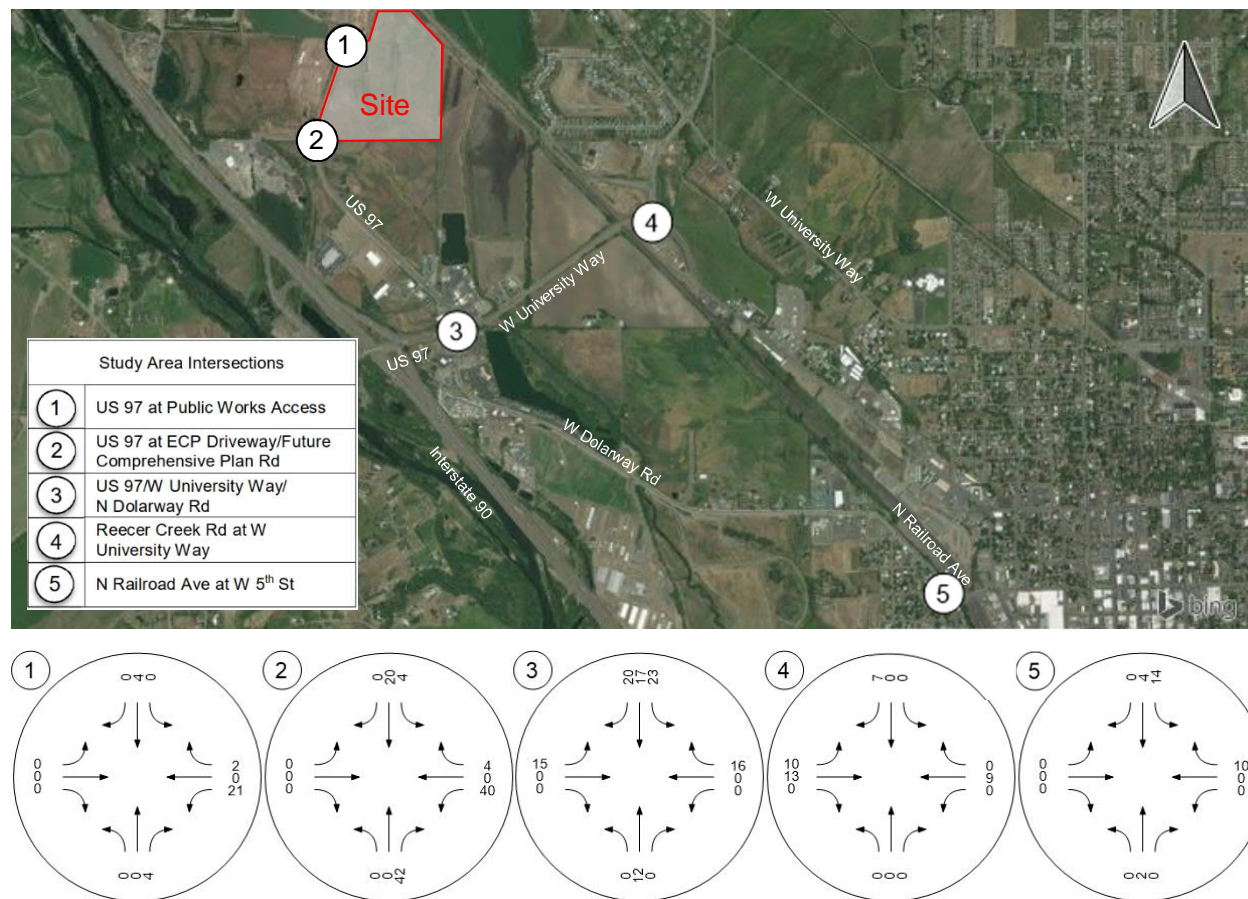 1
Site
2
US 97
4
W University Way
W University Way
3
US 97
W Dolarway Rd
Interstate 90
N Railroad Ave
5
bing
Study Area Intersections
1 US 97 at Public Works Access
2 US 97 at ECP Driveway/Future
Comprehensive Plan Rd
3 US 97/W University Way/
N Dolarway Rd
4 Reecer Creek Rd at W
University Way
5 N Railroad Ave at W 5th St
1
0 4 0
0
0
0
2
0
21
0 0 4
2
0 20 4
0
0
0
4
0
40
0 0 42
3
20 17 23
15
0
0
16
0
0
0 12 0
4
7 0 0
10
13
0
0
9
0
0 0 0
5
0 4 14
0
0
0
10
0
0
0 2 0